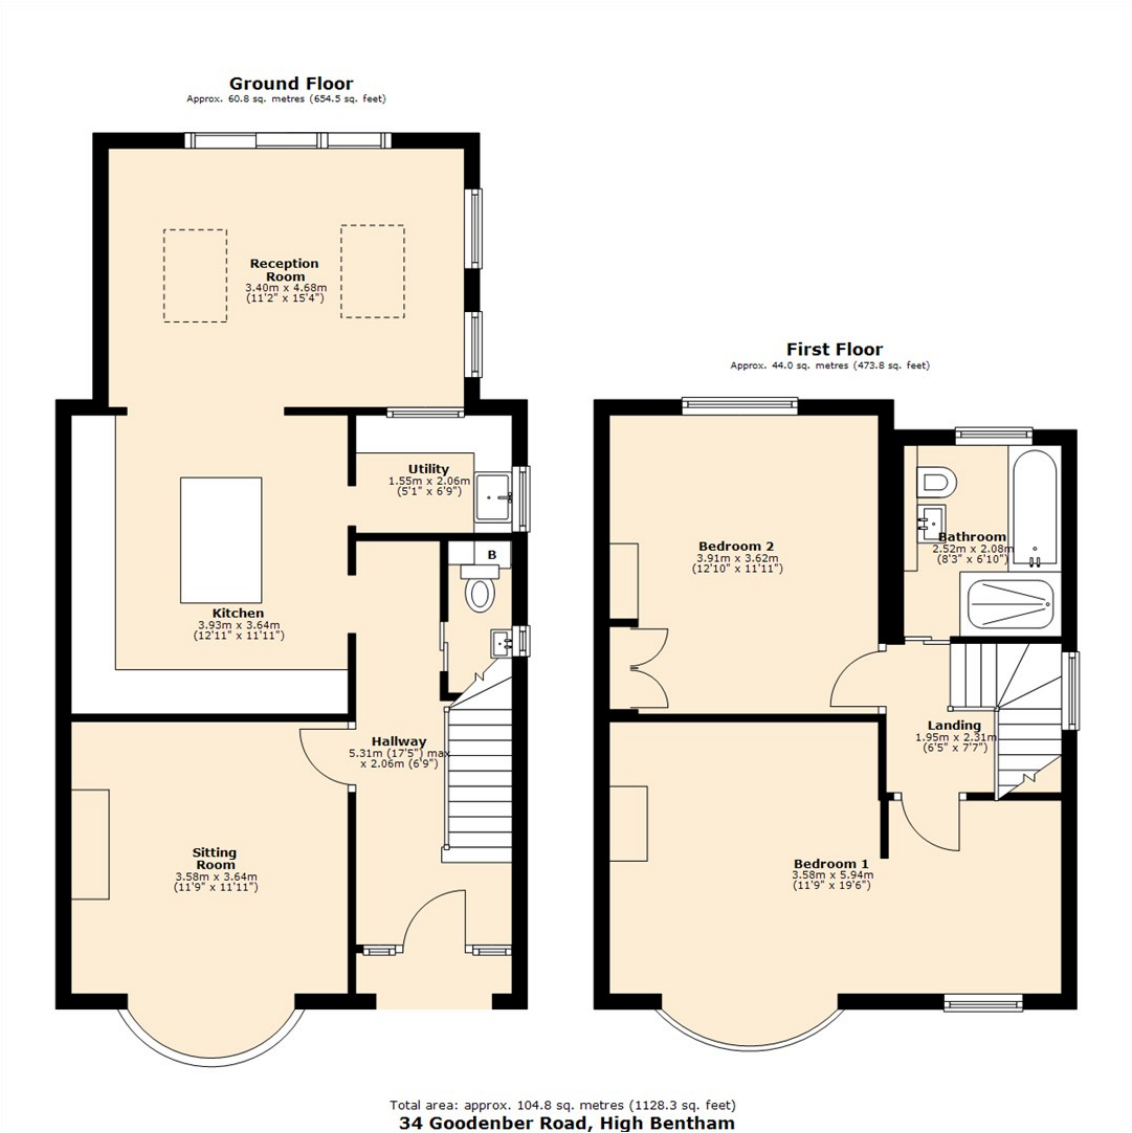 Ground Floor
Approx. 60.8 sq. metres (654.5 sq. feet)
Reception
Room
3.40m x 4.68m
(11'2" x 15'4")
Utility
1.55m x 2.06m
(5'1" x 6'9")
B
Kitchen
3.93m x 3.64m
(12'11" x 11'11")
Hallway
5.31m (17'5") max
x 2.06m (6'9")
Sitting
Room
3.58m x 3.64m
(11'9" x 11'11")
First Floor
Approx. 44.0 sq. metres (473.8 sq. feet)
Bedroom 2
3.91m x 3.62m
(12'10" x 11'11")
Bathroom
2.52m x 2.08m
(8'3" x 6'10")
Landing
1.95m x 2.31m
(6'5" x 7'7")
Bedroom 1
3.58m x 5.94m
(11'9" x 19'6")
Total area: approx. 104.8 sq. metres (1128.3 sq. feet)
34 Goodenber Road, High Bentham